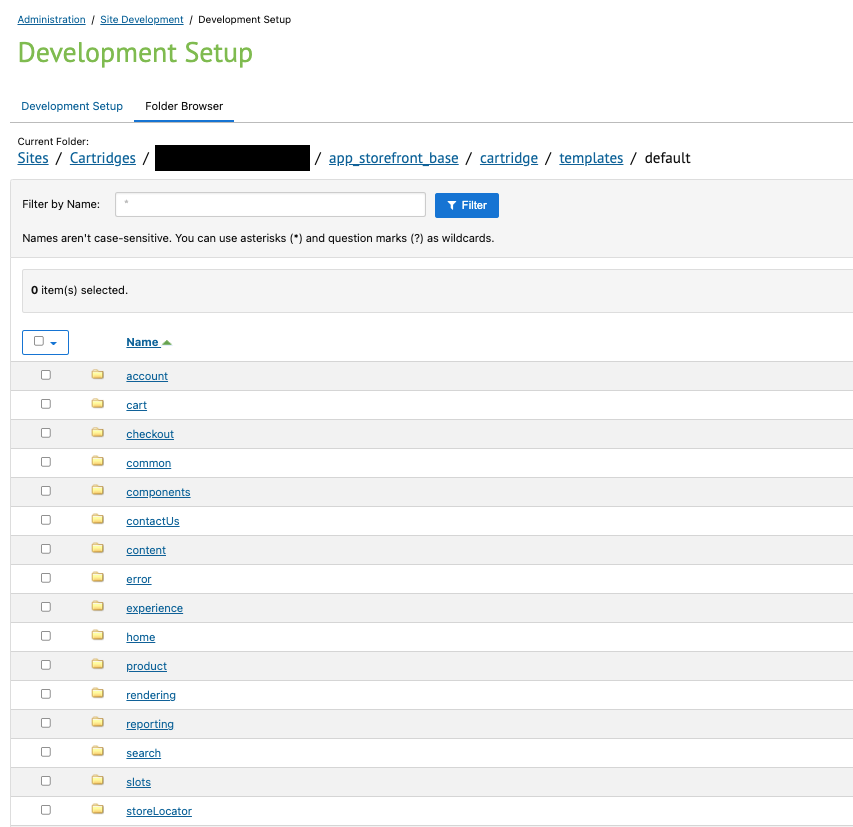 Administration / Site Development / Development Setup
Development Setup
Development Setup Folder Browser
Current Folder:
Sites / Cartridges / / app_storefront_base / cartridge / templates / default
Filter by Name: * Filter
Names aren't case-sensitive. You can use asterisks (*) and question marks (?) as wildcards.
0 item(s) selected.
Name
account
cart
checkout
common
components
contactUs
content
error
experience
home
product
rendering
reporting
search
slots
storeLocator